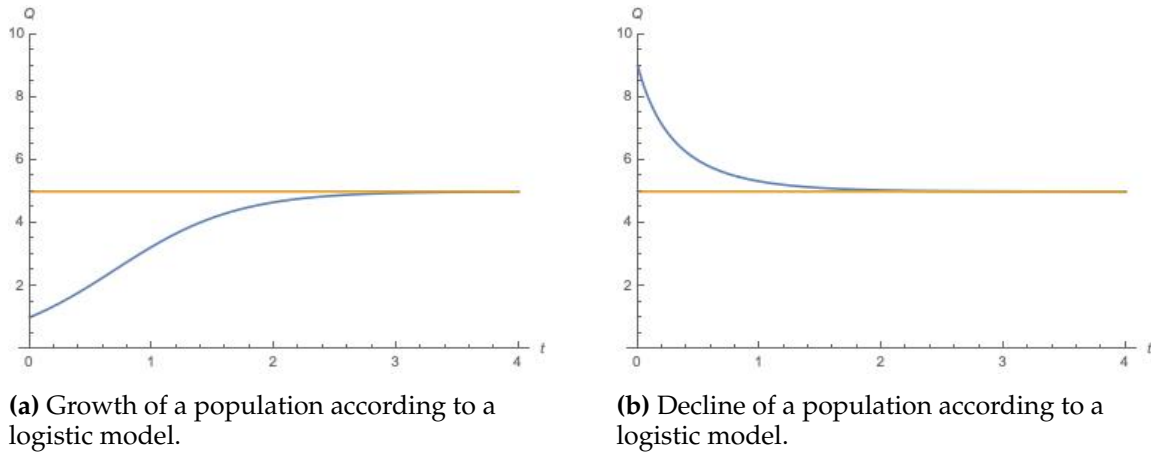 Q
10
8
6
4
2
0 1 2 3 4 t
(a) Growth of a population according to a
logistic model.
Q
10
8
6
4
2
0 1 2 3 4 t
(b) Decline of a population according to a
logistic model.